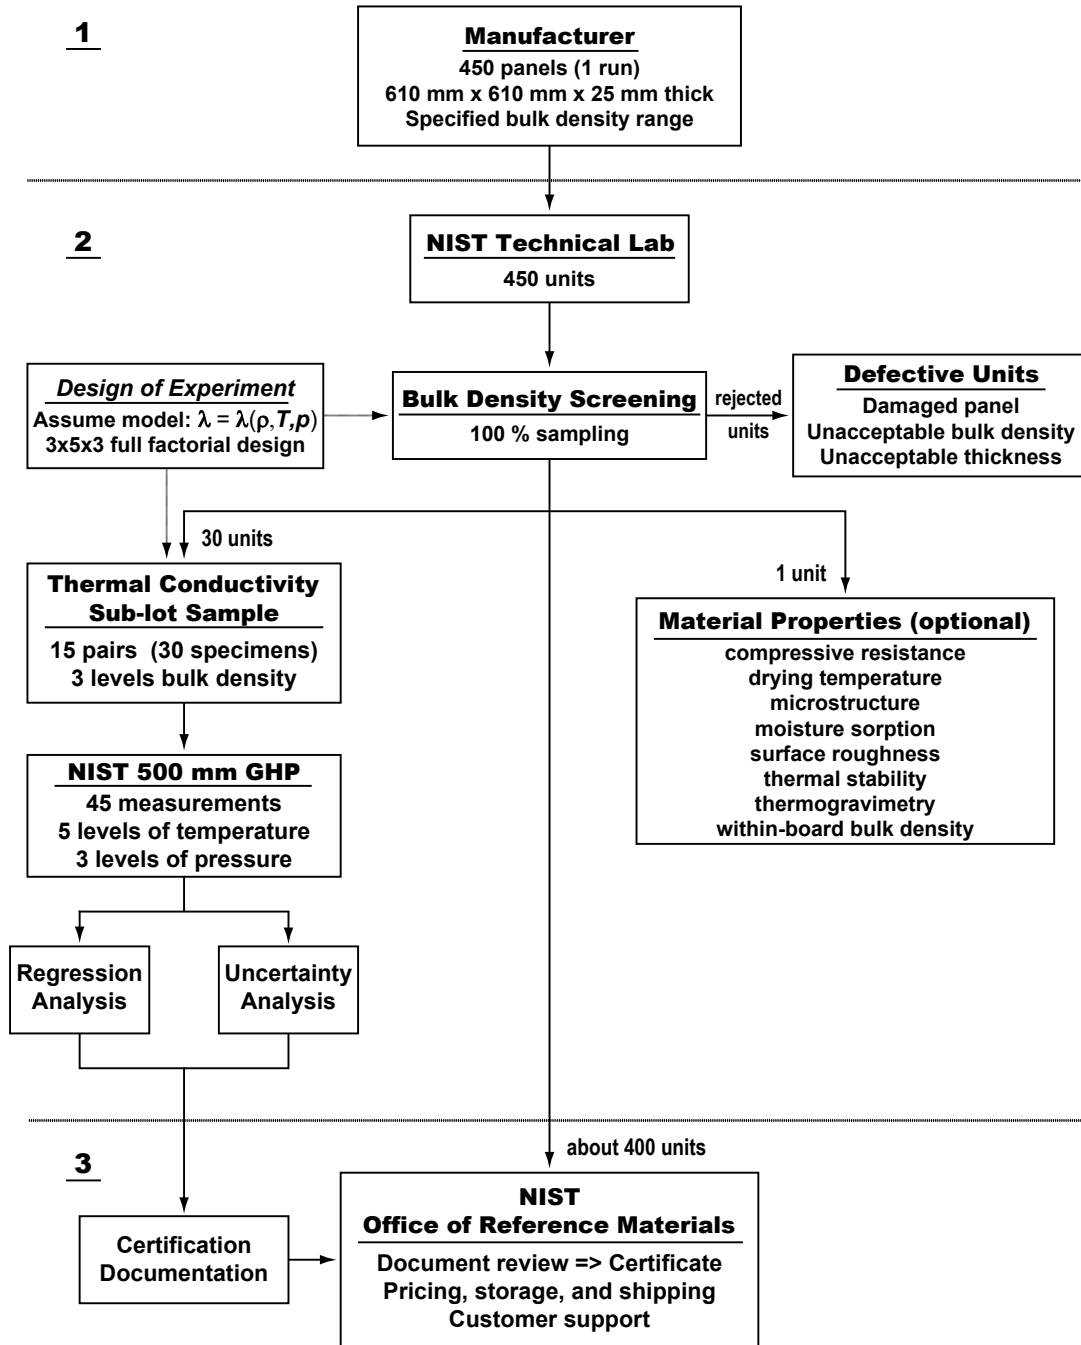 1
Manufacturer
450 panels (1 run)
610 mm x 610 mm x 25 mm thick
Specified bulk density range
2
NIST Technical Lab
450 units
Design of Experiment
Assume model: λ = λ(ρ,T,p)
3x5x3 full factorial design
Bulk Density Screening
100 % sampling
rejected
units
Defective Units
Damaged panel
Unacceptable bulk density
Unacceptable thickness
30 units
Thermal Conductivity
Sub-lot Sample
15 pairs (30 specimens)
3 levels bulk density
1 unit
Material Properties (optional)
compressive resistance
drying temperature
microstructure
moisture sorption
surface roughness
thermal stability
thermogravimetry
within-board bulk density
NIST 500 mm GHP
45 measurements
5 levels of temperature
3 levels of pressure
Regression
Analysis
Uncertainty
Analysis
3
about 400 units
Certification
Documentation
NIST
Office of Reference Materials
Document review => Certificate
Pricing, storage, and shipping
Customer support